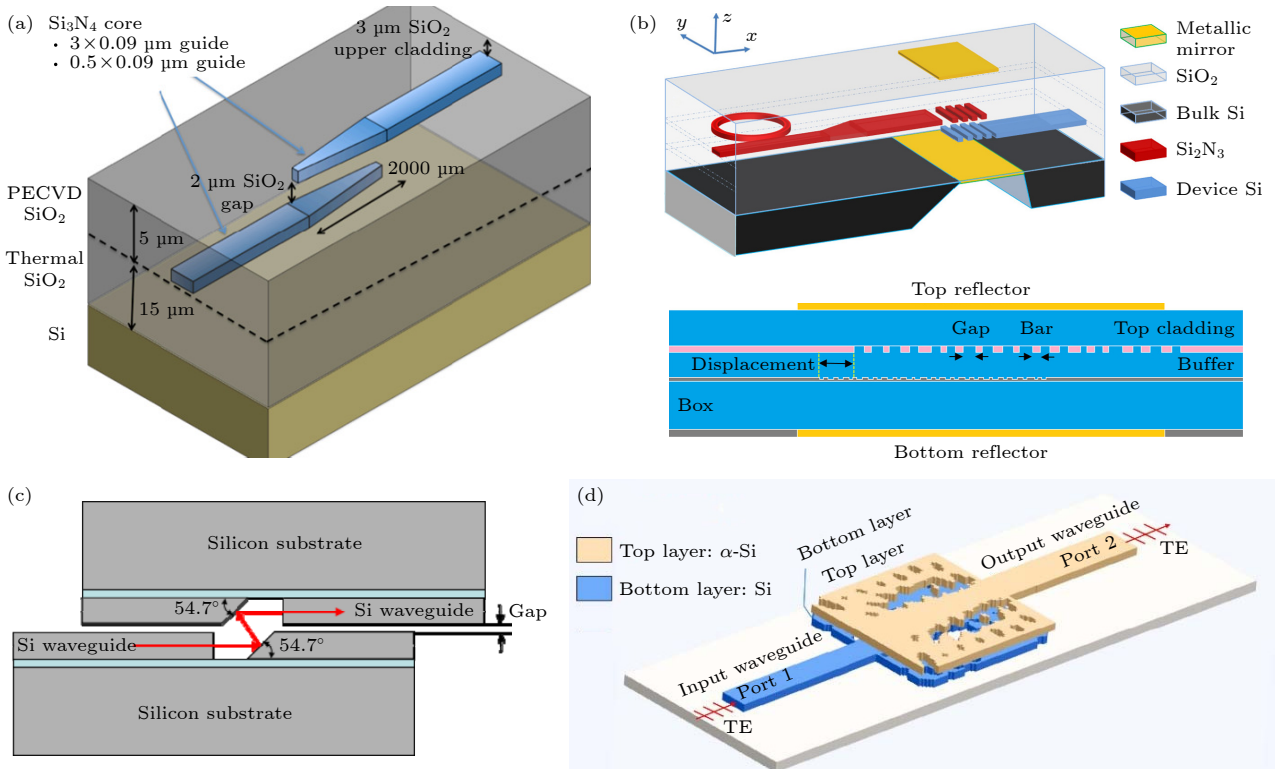 (a)
Si₃N₄ core
· 3×0.09 µm guide
· 0.5×0.09 µm guide
3 µm SiO₂
upper cladding
2 µm SiO₂
gap
2000 µm
PECVD
SiO₂
5 µm
Thermal
SiO₂
15 µm
Si
(b)
y
z
x
Metallic
mirror
SiO₂
Bulk Si
Si₂N₃
Device Si
Top reflector
Gap
Bar
Top cladding
Displacement
Buffer
Box
Bottom reflector
(c)
Silicon substrate
54.7°
Si waveguide
Gap
Si waveguide
54.7°
Silicon substrate
(d)
Top layer: α-Si
Bottom layer: Si
Bottom layer
Top layer
Output waveguide
Port 2
TE
Input waveguide
Port 1
TE